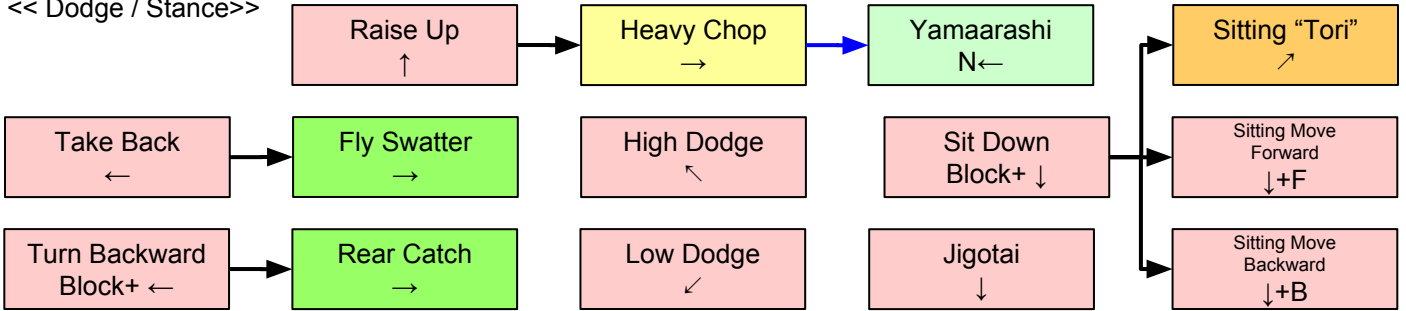 << Dodge / Stance>>
Raise Up
↑
Heavy Chop
→
Yamaarashi
N←
Sitting “Tori”
↗
Take Back
←
Fly Swatter
→
High Dodge
↖
Sit Down
Block+ ↓
Sitting Move
Forward
↓+F
Turn Backward
Block+ ←
Rear Catch
→
Low Dodge
↙
Jigotai
↓
Sitting Move
Backward
↓+B